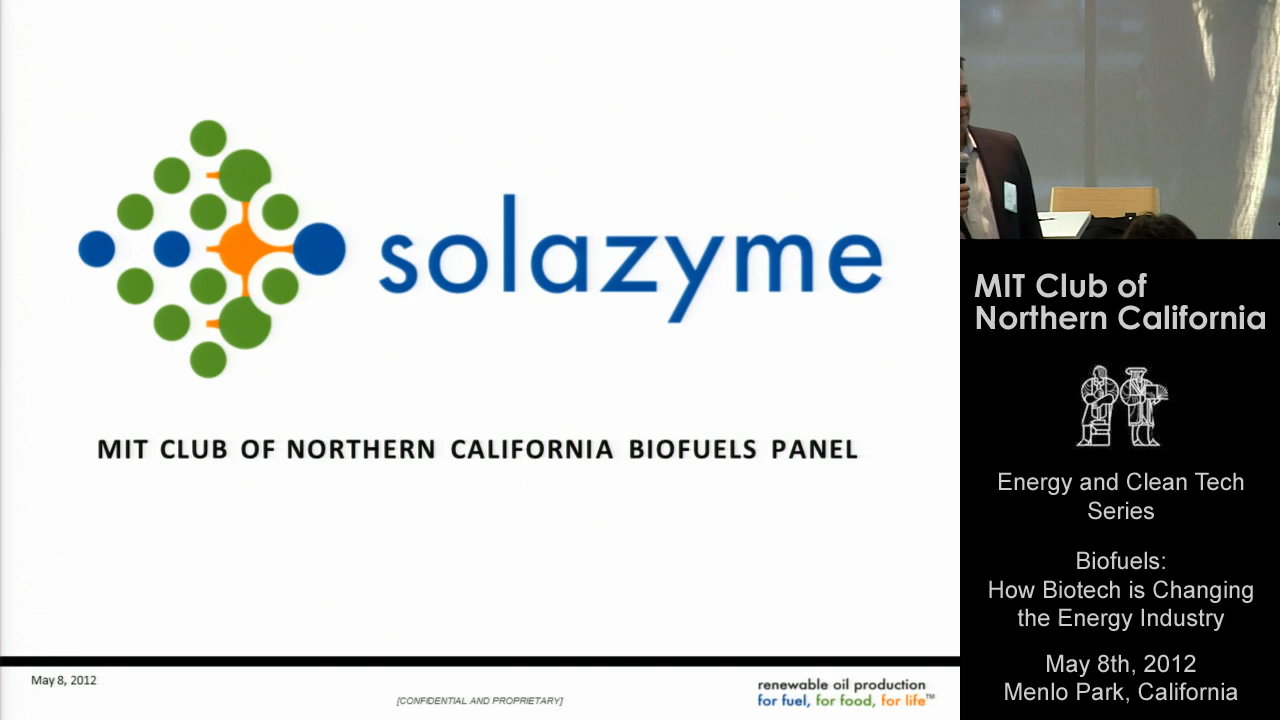 solazyme
MIT CLUB OF NORTHERN CALIFORNIA BIOFUELS PANEL
May 8, 2012
[CONFIDENTIAL AND PROPRIETARY]
renewable oil production
for fuel, for food, for life™
MIT Club of
Northern California
Energy and Clean Tech
Series
Biofuels:
How Biotech is Changing
the Energy Industry
May 8th, 2012
Menlo Park, California